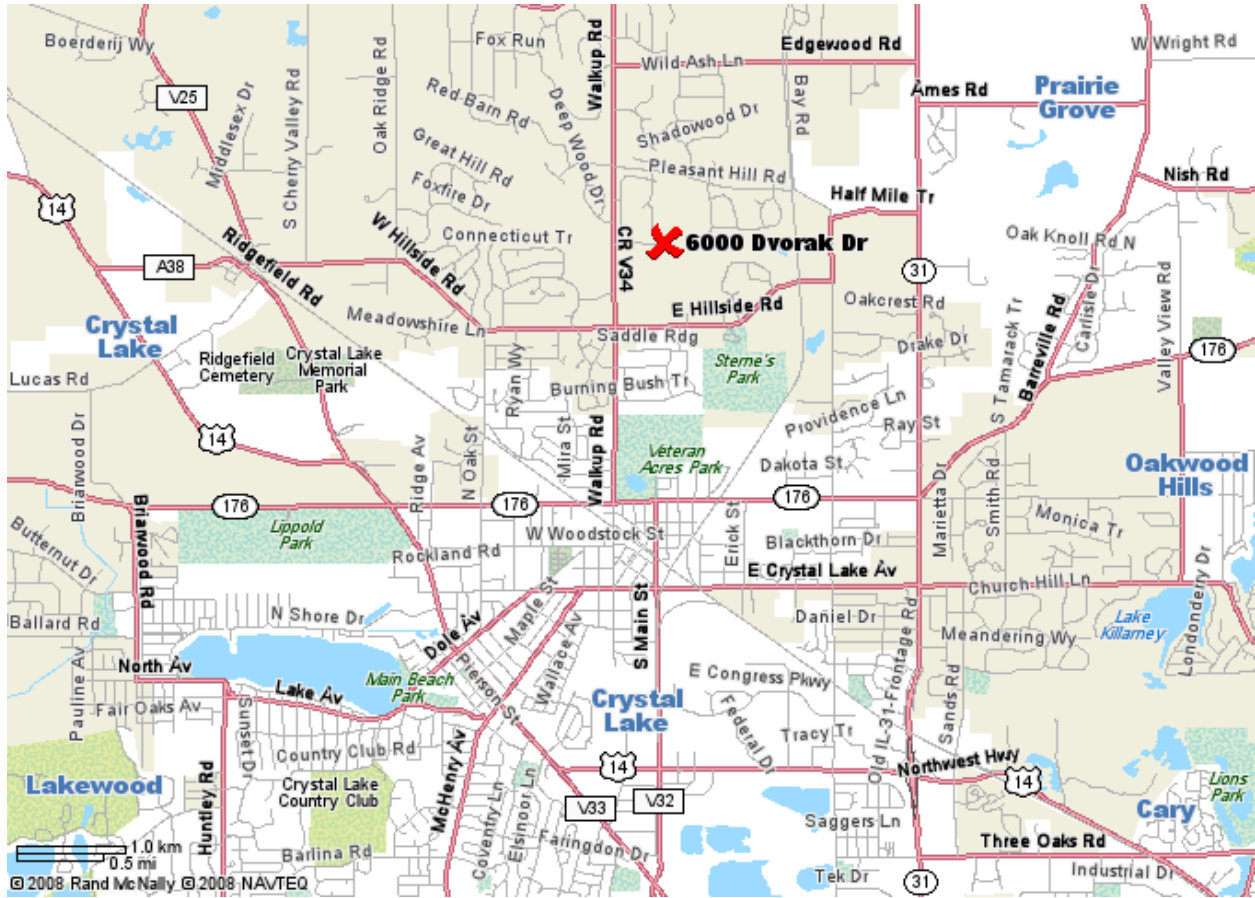 Boerderij Wy
Fox Run
Walkup Rd
Edgewood Rd
W Wright Rd
Wild Ash Ln
V25
Middlesex Dr
S Cherry Valley Rd
Oak Ridge Rd
Red Barn Rd
Deep Wood Dr
Bay Rd
Ames Rd
Prairie
Grove
Shadowood Dr
Great Hill Rd
Pleasant Hill Rd
Nish Rd
Foxfire Dr
Half Mile Tr
14
Connecticut Tr
CR V34
6000 Dvorak Dr
Oak Knoll Rd N
Ridgefield Rd
W Hillside Rd
A38
31
Carlisle Dr
Valley View Rd
E Hillside Rd
Oakcrest Rd
Crystal
Lake
Meadowshire Ln
Saddle Rdg
Drake Dr
S Tamarack Tr
Barreville Rd
176
Ridgefield
Cemetery
Crystal Lake
Memorial
Park
Ryan Wy
Sterne's
Park
Lucas Rd
Burning Bush Tr
Providence Ln
Ray St
14
Briarwood Dr
Ridge Av
N Oak St
Mira St
Walkup Rd
Veteran
Acres Park
Dakota St
Oakwood
Hills
176
176
176
Marietta Dr
Smith Rd
Monica Tr
Briarwood Rd
Lippold
Park
Butternut Dr
Rockland Rd
W Woodstock St
Erick St
Blackthorn Dr
E Crystal Lake Av
Church Hill Ln
N Shore Dr
Ballard Rd
Maple St
Dole Av
Wallace Av
S Main St
Daniel Dr
Lake
Killarney
Londonderry Dr
Meandering Wy
North Av
Pauline Av
Main Beach
Park
Pierson St
E Congress Pkwy
Old IL-31-Frontage Rd
Sands Rd
Lake Av
Fair Oaks Av
Sunset Dr
Crystal
Lake
Federal Dr
Tracy Tr
Country Club Rd
Lakewood
Huntley Rd
Crystal Lake
Country Club
McHenry Av
14
Northwest Hwy
14
Lions
Park
Coventry Ln
Elsinor Ln
V33
V32
Cary
Saggers Ln
Faringdon Dr
Three Oaks Rd
1.0 km
0.5 mi
Barlina Rd
Tek Dr
31
Industrial Dr
© 2008 Rand McNally © 2008 NAVTEQ